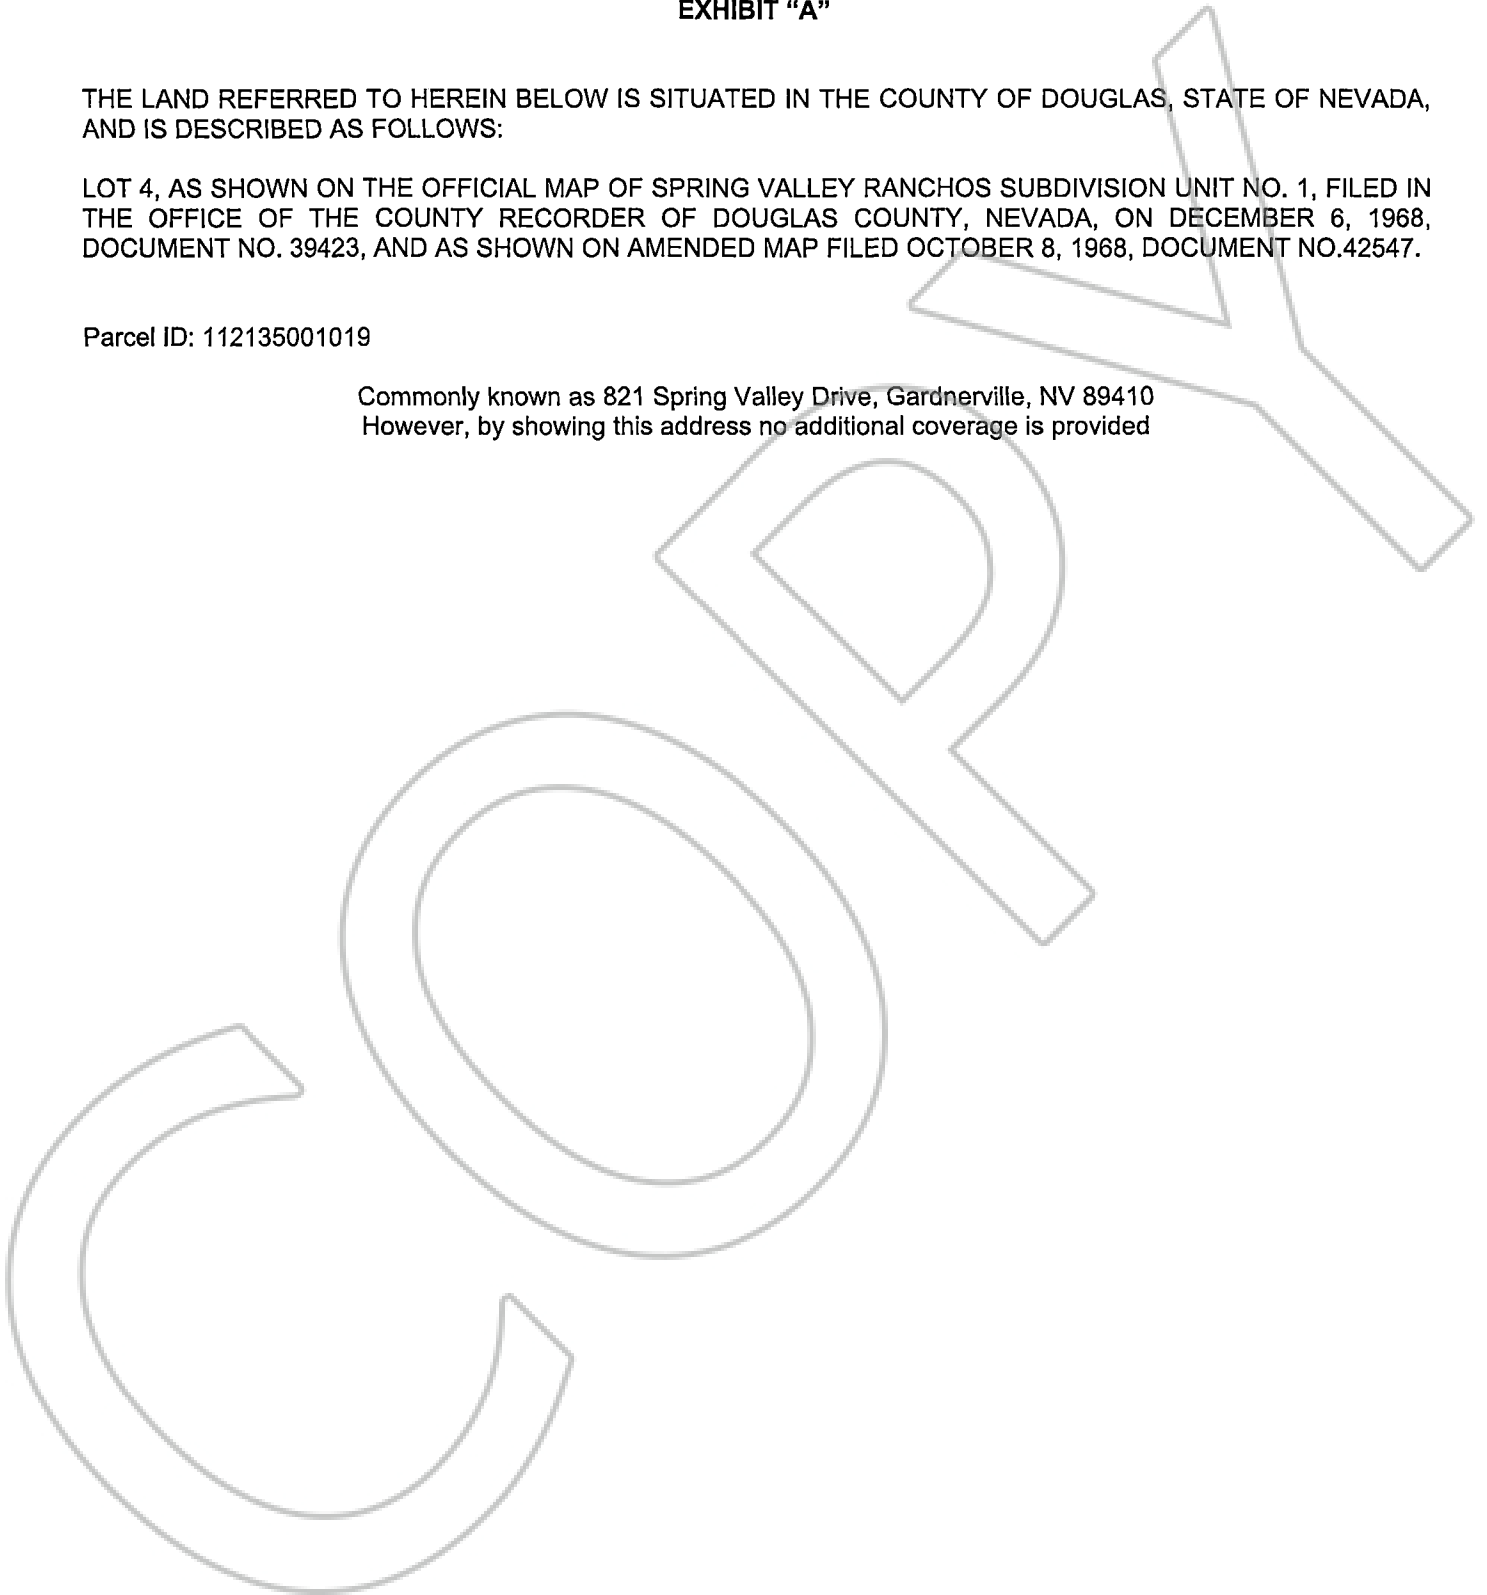 EXHIBIT “A”
THE LAND REFERRED TO HEREIN BELOW IS SITUATED IN THE COUNTY OF DOUGLAS, STATE OF NEVADA,
AND IS DESCRIBED AS FOLLOWS:
LOT 4, AS SHOWN ON THE OFFICIAL MAP OF SPRING VALLEY RANCHOS SUBDIVISION UNIT NO. 1, FILED IN
THE OFFICE OF THE COUNTY RECORDER OF DOUGLAS COUNTY, NEVADA, ON DECEMBER 6, 1968,
DOCUMENT NO. 39423, AND AS SHOWN ON AMENDED MAP FILED OCTOBER 8, 1968, DOCUMENT NO.42547.
Parcel ID: 112135001019
Commonly known as 821 Spring Valley Drive, Gardnerville, NV 89410
However, by showing this address no additional coverage is provided
COPY